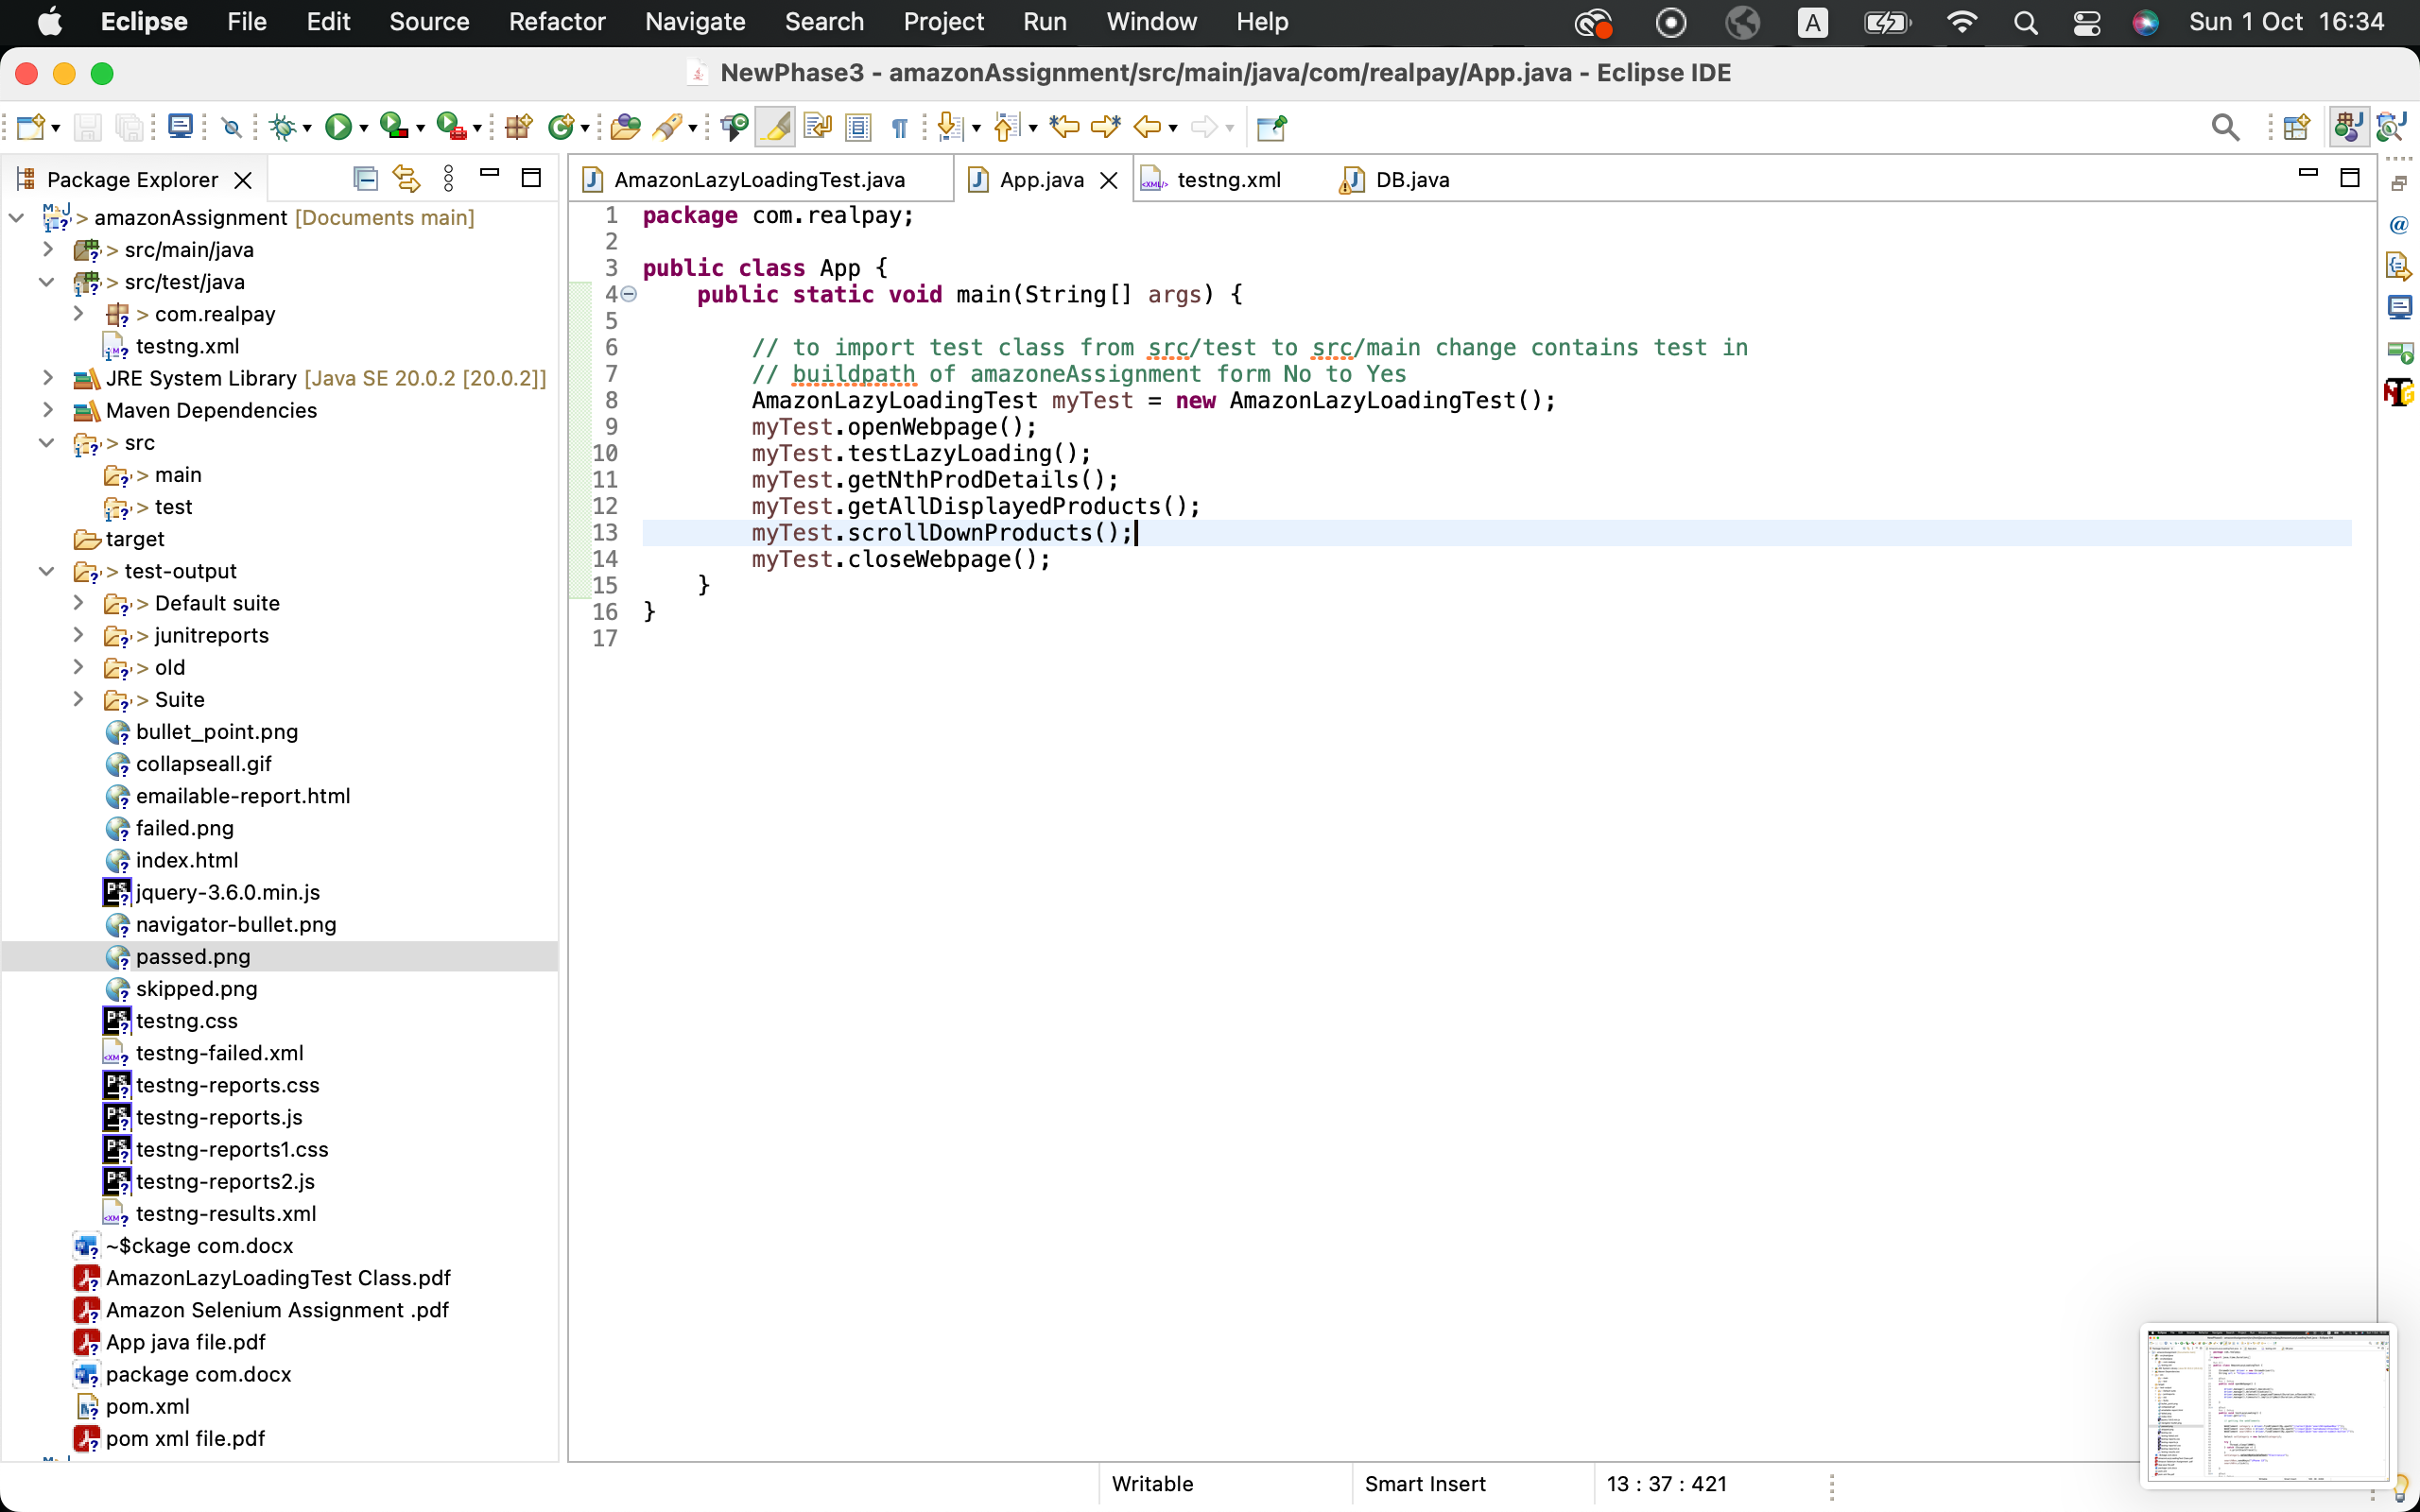 Eclipse File Edit Source Refactor Navigate Search Project Run Window Help A Sun 1 Oct 16:34
NewPhase3 - amazonAssignment/src/main/java/com/realpay/App.java - Eclipse IDE
Package Explorer
> amazonAssignment [Documents main]
> src/main/java
> src/test/java
> com.realpay
testng.xml
JRE System Library [Java SE 20.0.2 [20.0.2]]
Maven Dependencies
> src
> main
> test
target
> test-output
> Default suite
> junitreports
> old
> Suite
bullet_point.png
collapseall.gif
emailable-report.html
failed.png
index.html
jquery-3.6.0.min.js
navigator-bullet.png
passed.png
skipped.png
testng.css
testng-failed.xml
testng-reports.css
testng-reports.js
testng-reports1.css
testng-reports2.js
testng-results.xml
~$ckage com.docx
AmazonLazyLoadingTest Class.pdf
Amazon Selenium Assignment .pdf
App java file.pdf
package com.docx
pom.xml
pom xml file.pdf
AmazonLazyLoadingTest.java App.java testng.xml DB.java
1 package com.realpay;
2
3 public class App {
4 public static void main(String[] args) {
5
6 // to import test class from src/test to src/main change contains test in
7 // buildpath of amazoneAssignment form No to Yes
8 AmazonLazyLoadingTest myTest = new AmazonLazyLoadingTest();
9 myTest.openWebpage();
10 myTest.testLazyLoading();
11 myTest.getNthProdDetails();
12 myTest.getAllDisplayedProducts();
13 myTest.scrollDownProducts();
14 myTest.closeWebpage();
15 }
16 }
17
Writable Smart Insert 13 : 37 : 421